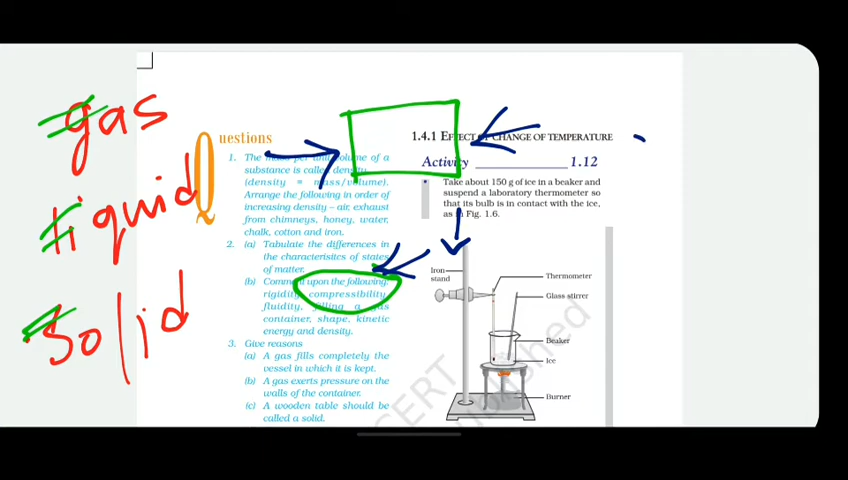 gas
liquid
Solid
Questions
1. The mass per unit volume of a
substance is called density.
(density = mass/volume).
Arrange the following in order of
increasing density – air, exhaust
from chimneys, honey, water,
chalk, cotton and iron.
2. (a) Tabulate the differences in
the characterisitcs of states
of matter.
(b) Comment upon the following:
rigidity, compressibility,
fluidity, filling a gas
container, shape, kinetic
energy and density.
3. Give reasons
(a) A gas fills completely the
vessel in which it is kept.
(b) A gas exerts pressure on the
walls of the container.
(c) A wooden table should be
called a solid.
1.4.1 EFFECT OF CHANGE OF TEMPERATURE
Activity ______________ 1.12
• Take about 150 g of ice in a beaker and
suspend a laboratory thermometer so
that its bulb is in contact with the ice,
as in Fig. 1.6.
Iron
stand
Thermometer
Glass stirrer
Beaker
Ice
Burner